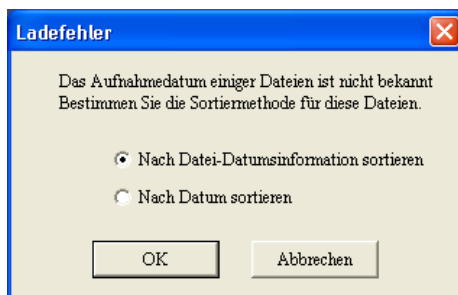 Ladefehler
Das Aufnahmedatum einiger Dateien ist nicht bekannt
Bestimmen Sie die Sortiermethode für diese Dateien.
Nach Datei-Datumsinformation sortieren
Nach Datum sortieren
OK
Abbrechen